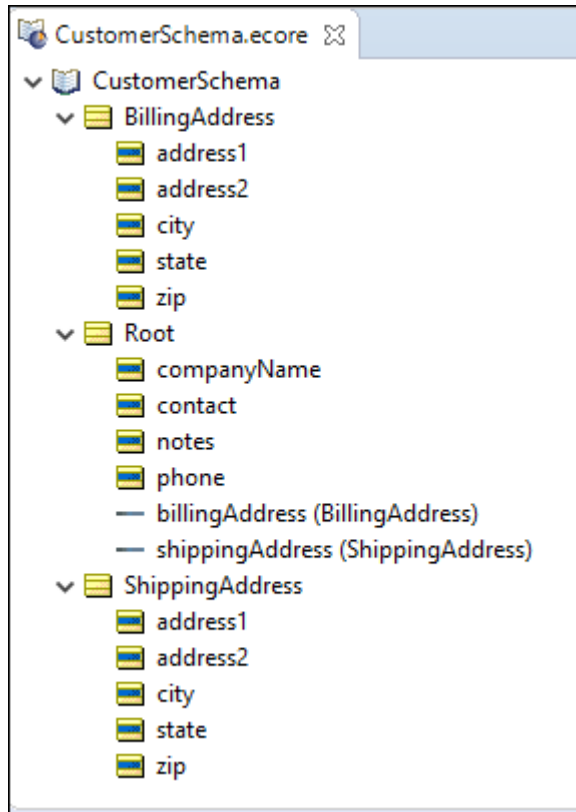 CustomerSchema.ecore
CustomerSchema
BillingAddress
address1
address2
city
state
zip
Root
companyName
contact
notes
phone
billingAddress (BillingAddress)
shippingAddress (ShippingAddress)
ShippingAddress
address1
address2
city
state
zip